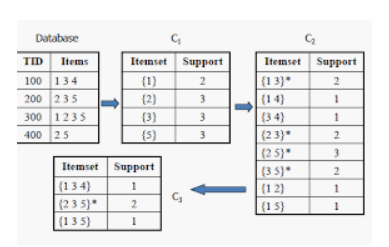 Database
TID Items
100 1 3 4
200 2 3 5
300 1 2 3 5
400 2 5
C1
Itemset Support
{1} 2
{2} 3
{3} 3
{5} 3
C2
Itemset Support
{1 3}* 2
{1 4} 1
{3 4} 1
{2 3}* 2
{2 5}* 3
{3 5}* 2
{1 2} 1
{1 5} 1
Itemset Support
{1 3 4} 1
{2 3 5}* 2
{1 3 5} 1
C3